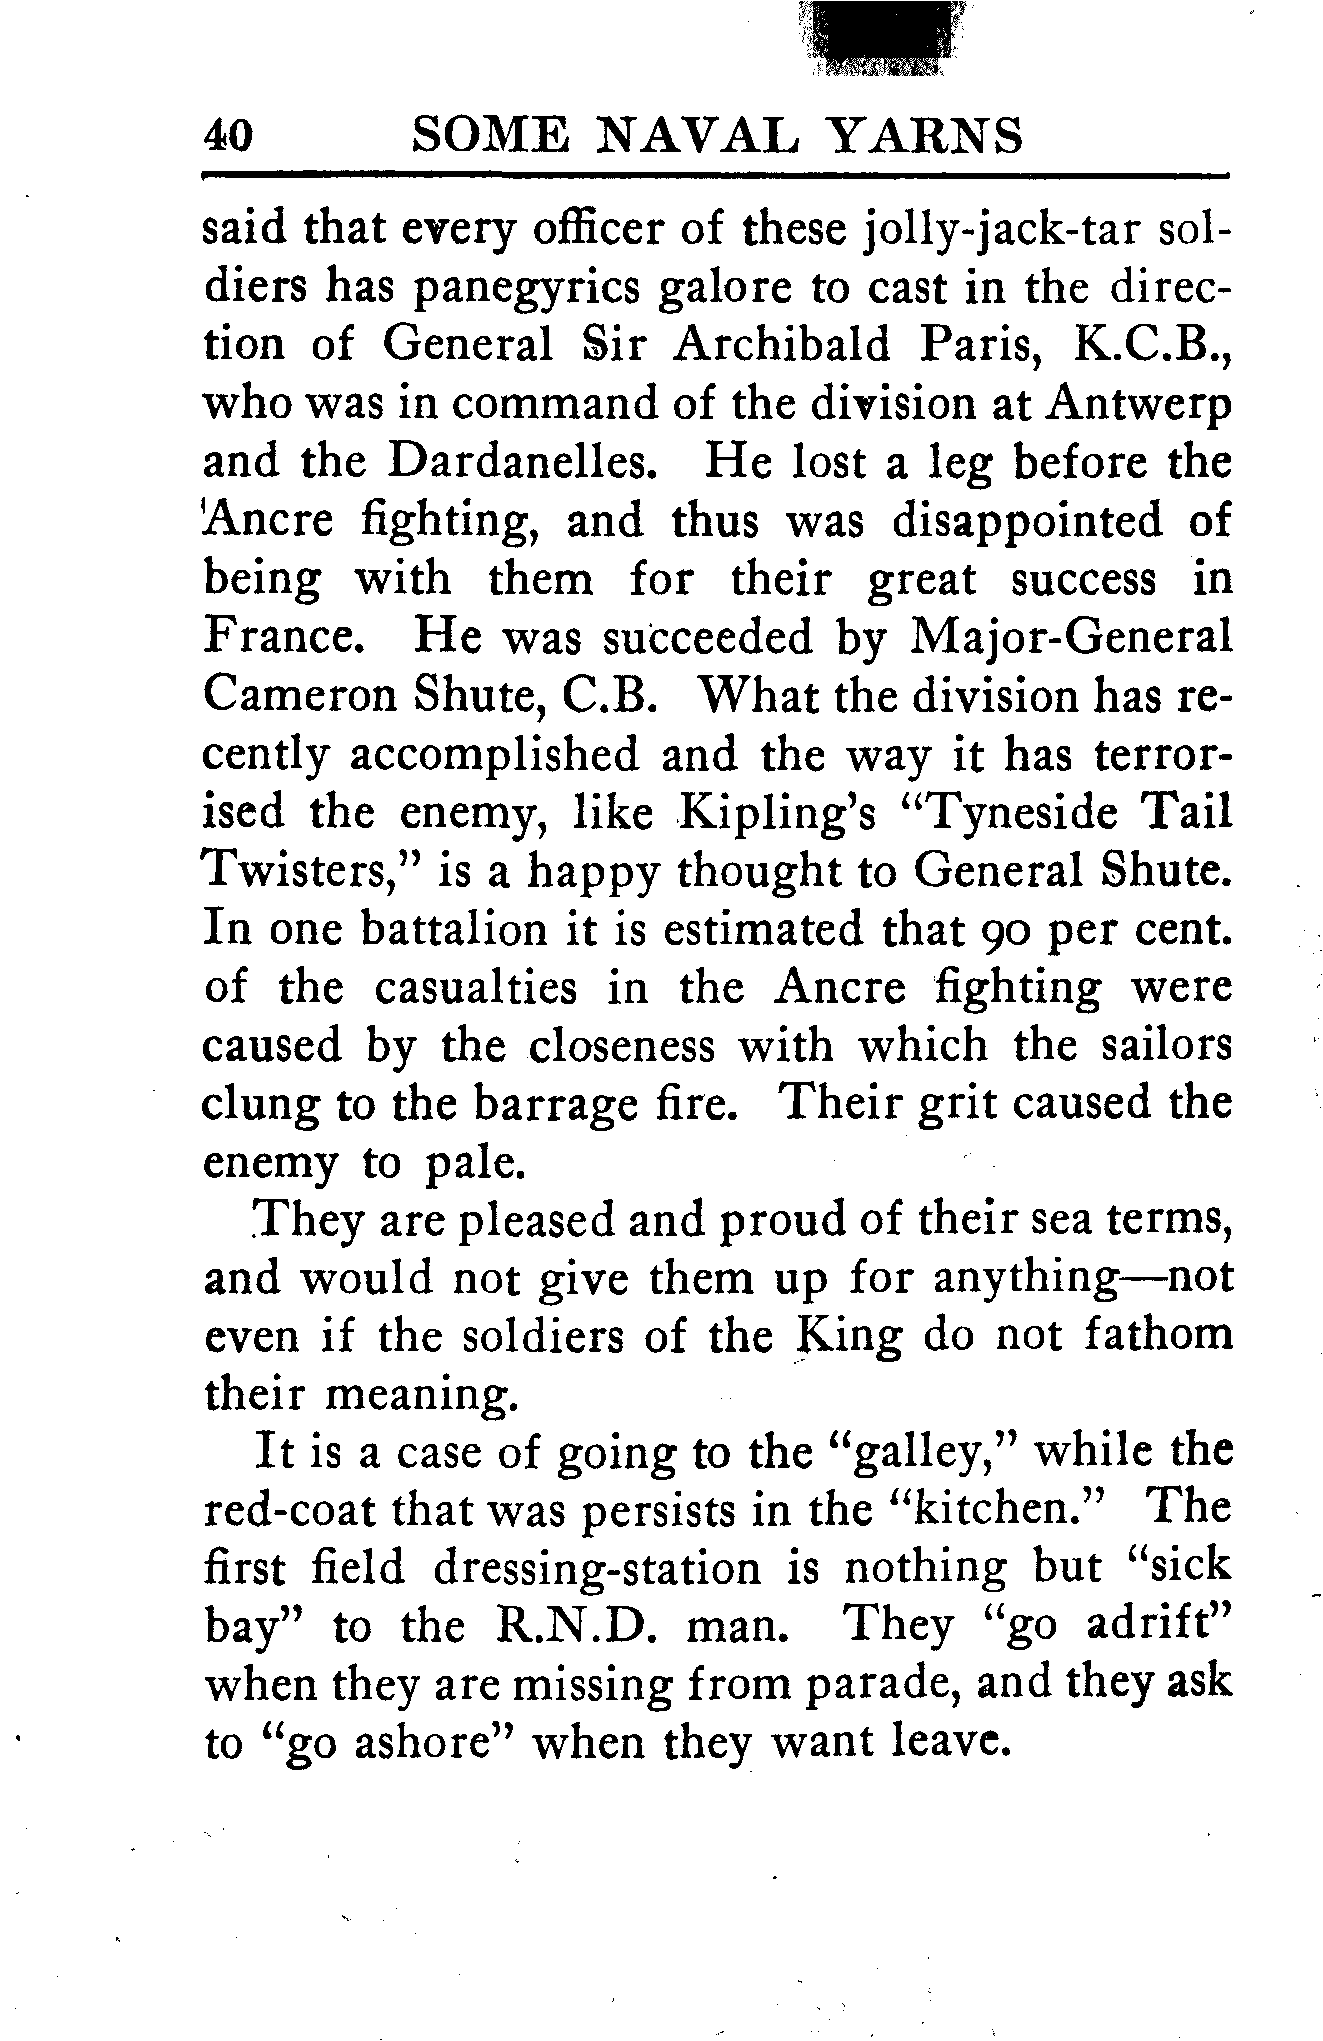 40 SOME NAVAL YARNS
said that every officer of these jolly-jack-tar sol-
diers has panegyrics galore to cast in the direc-
tion of General Sir Archibald Paris, K.C.B.,
who was in command of the division at Antwerp
and the Dardanelles. He lost a leg before the
Ancre fighting, and thus was disappointed of
being with them for their great success in
France. He was succeeded by Major-General
Cameron Shute, C.B. What the division has re-
cently accomplished and the way it has terror-
ised the enemy, like Kipling's “Tyneside Tail
Twisters,” is a happy thought to General Shute.
In one battalion it is estimated that 90 per cent.
of the casualties in the Ancre fighting were
caused by the closeness with which the sailors
clung to the barrage fire. Their grit caused the
enemy to pale.
They are pleased and proud of their sea terms,
and would not give them up for anything—not
even if the soldiers of the King do not fathom
their meaning.
It is a case of going to the “galley,” while the
red-coat that was persists in the “kitchen.” The
first field dressing-station is nothing but “sick
bay” to the R.N.D. man. They “go adrift”
when they are missing from parade, and they ask
to “go ashore” when they want leave.